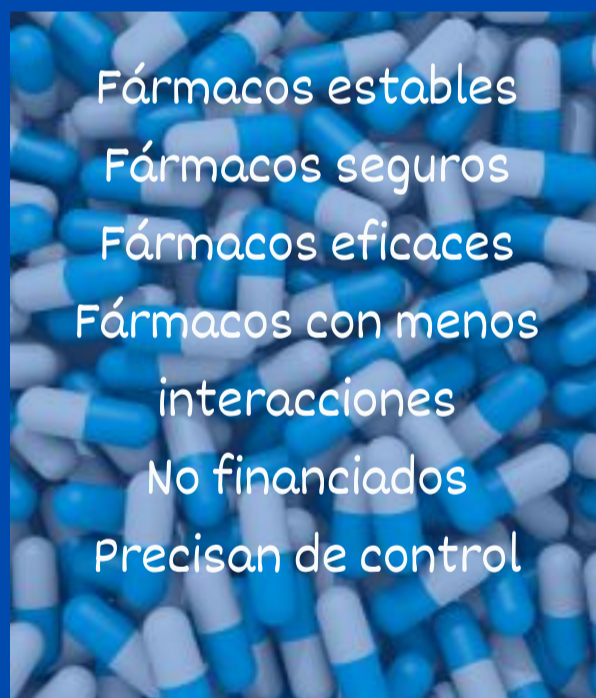 Fármacos estables
Fármacos seguros
Fármacos eficaces
Fármacos con menos
interacciones
No financiados
Precisan de control